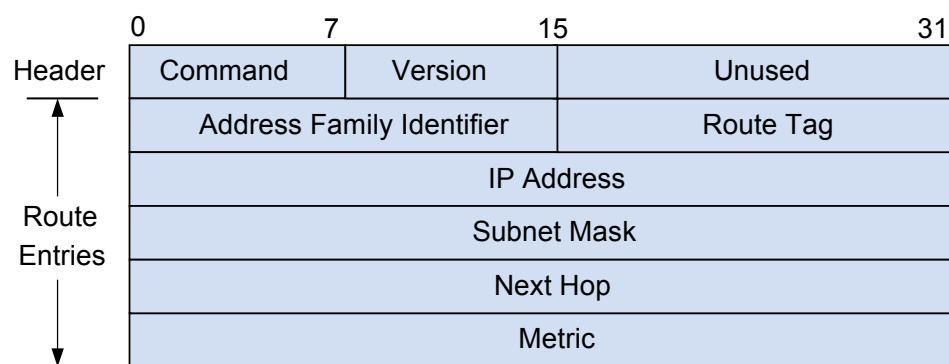 0 7 15 31
Header Command Version Unused
Address Family Identifier Route Tag
IP Address
Route Entries
Subnet Mask
Next Hop
Metric